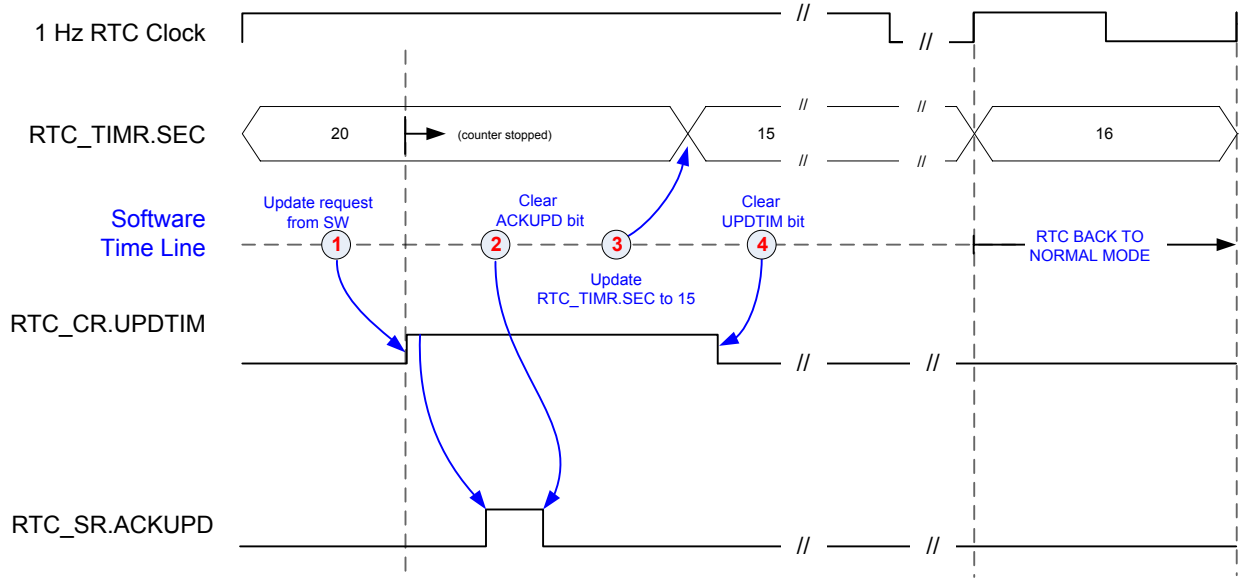 1 Hz RTC Clock
//
//
RTC_TIMR.SEC
20
(counter stopped)
15
//
//
//
//
16
Software
Time Line
Update request
from SW
1
Clear
ACKUPD bit
2
3
Update
RTC_TIMR.SEC to 15
Clear
UPDTIM bit
4
RTC BACK TO
NORMAL MODE
RTC_CR.UPDTIM
//
//
RTC_SR.ACKUPD
//
//